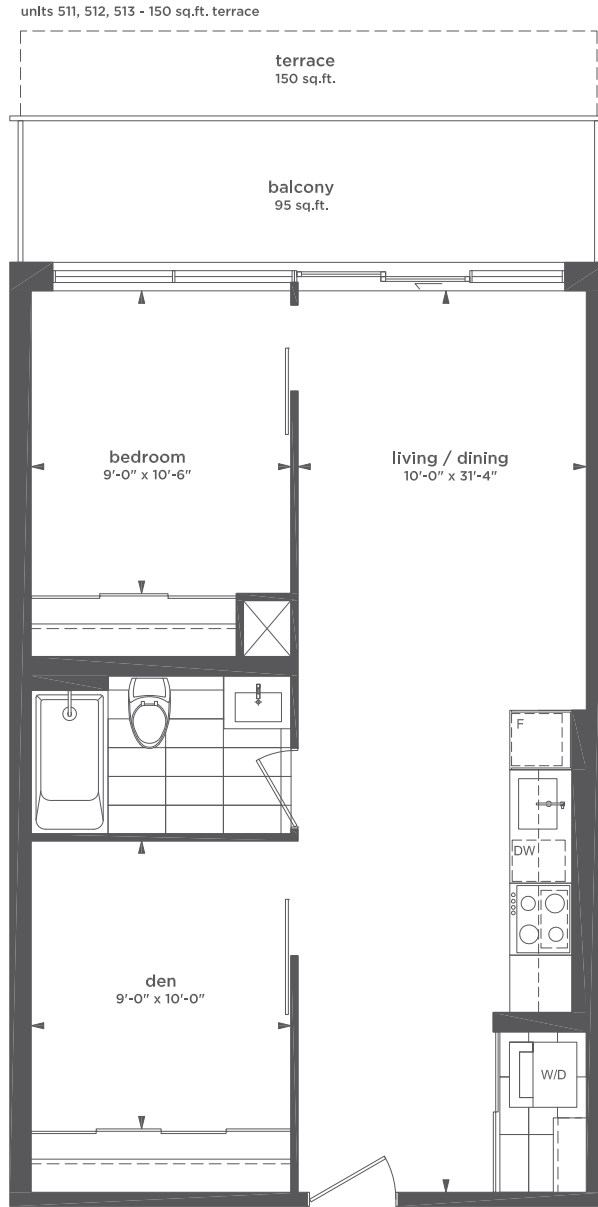 units 511, 512, 513 - 150 sq.ft. terrace
terrace
150 sq.ft.
balcony
95 sq.ft.
bedroom
9'-0" x 10'-6"
living / dining
10'-0" x 31'-4"
F
DW
den
9'-0" x 10'-0"
W/D